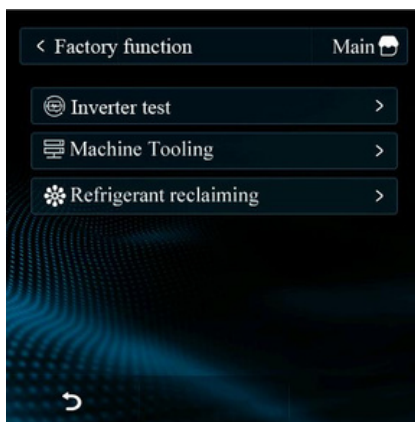 < Factory function Main
Inverter test >
Machine Tooling >
Refrigerant reclaiming >